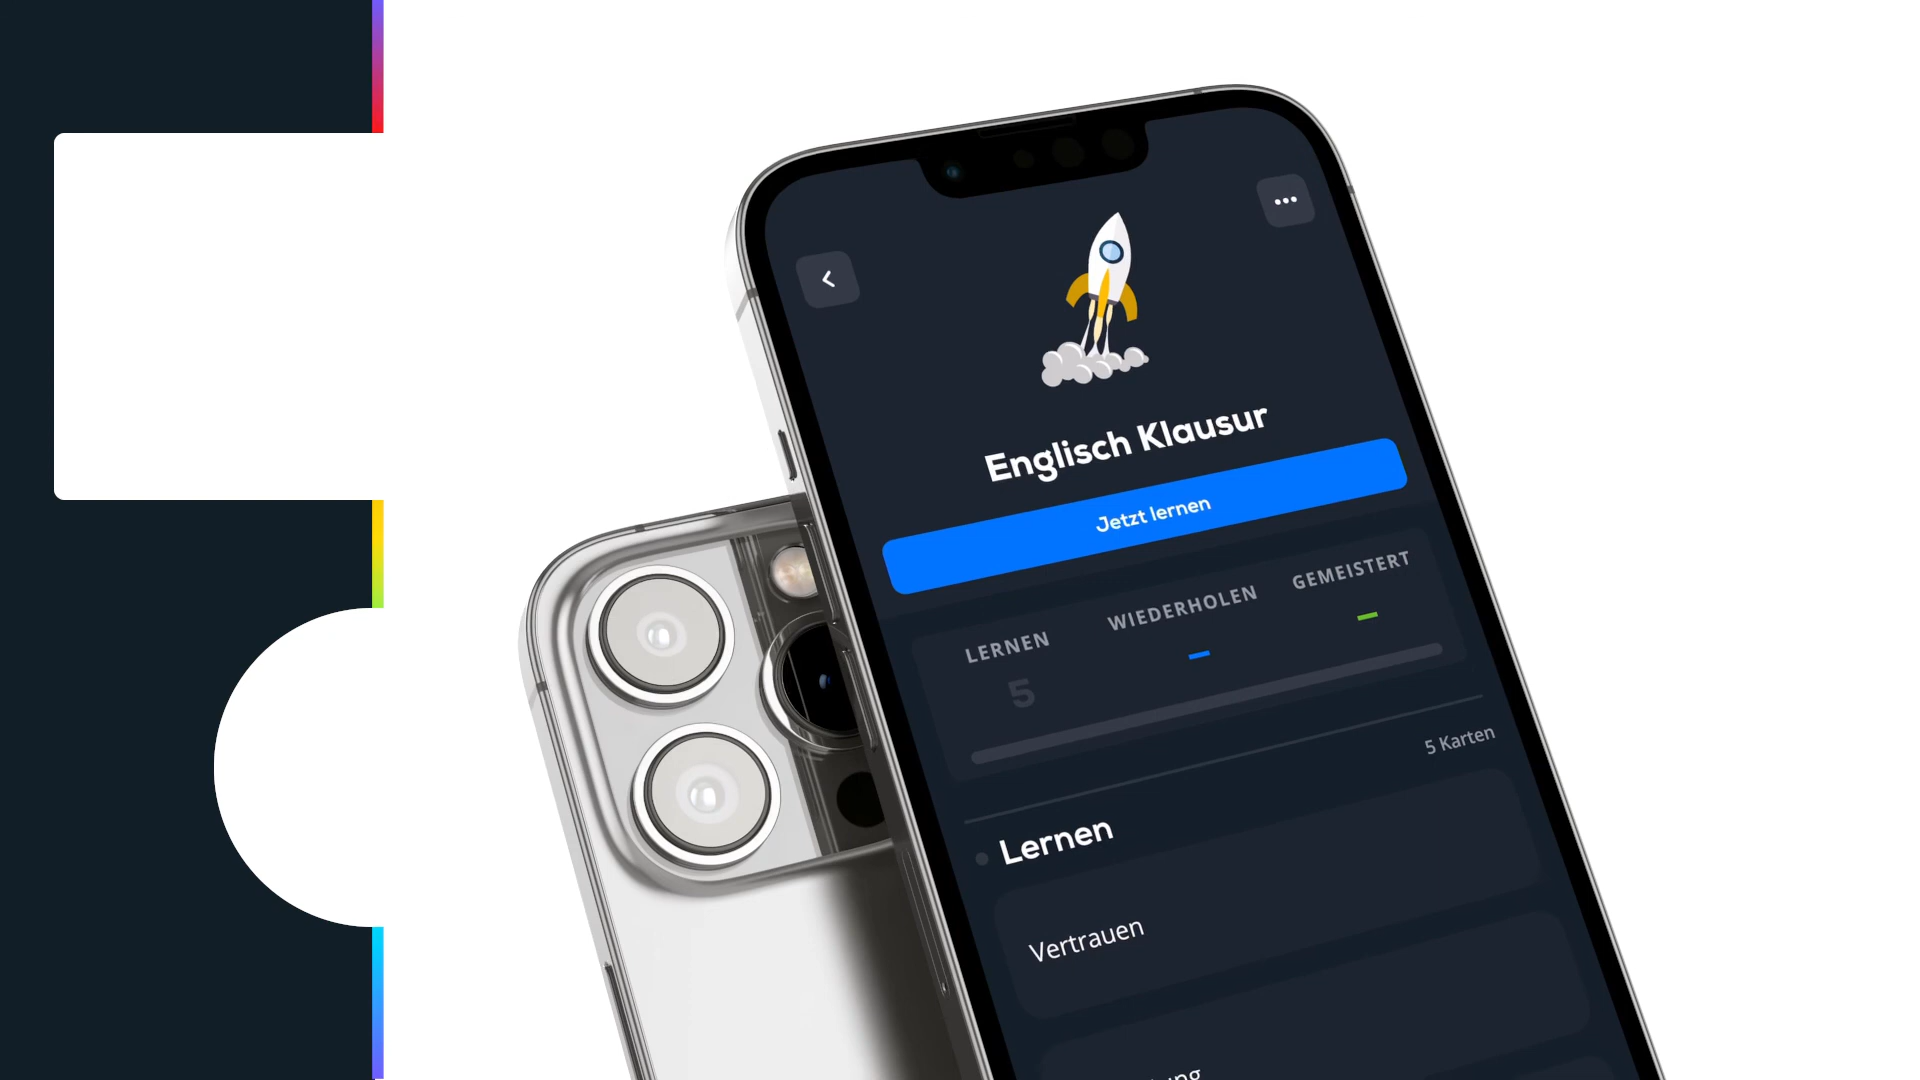 Englisch Klausur
Jetzt lernen
LERNEN
WIEDERHOLEN
GEMEISTERT
5
5 Karten
Lernen
Vertrauen